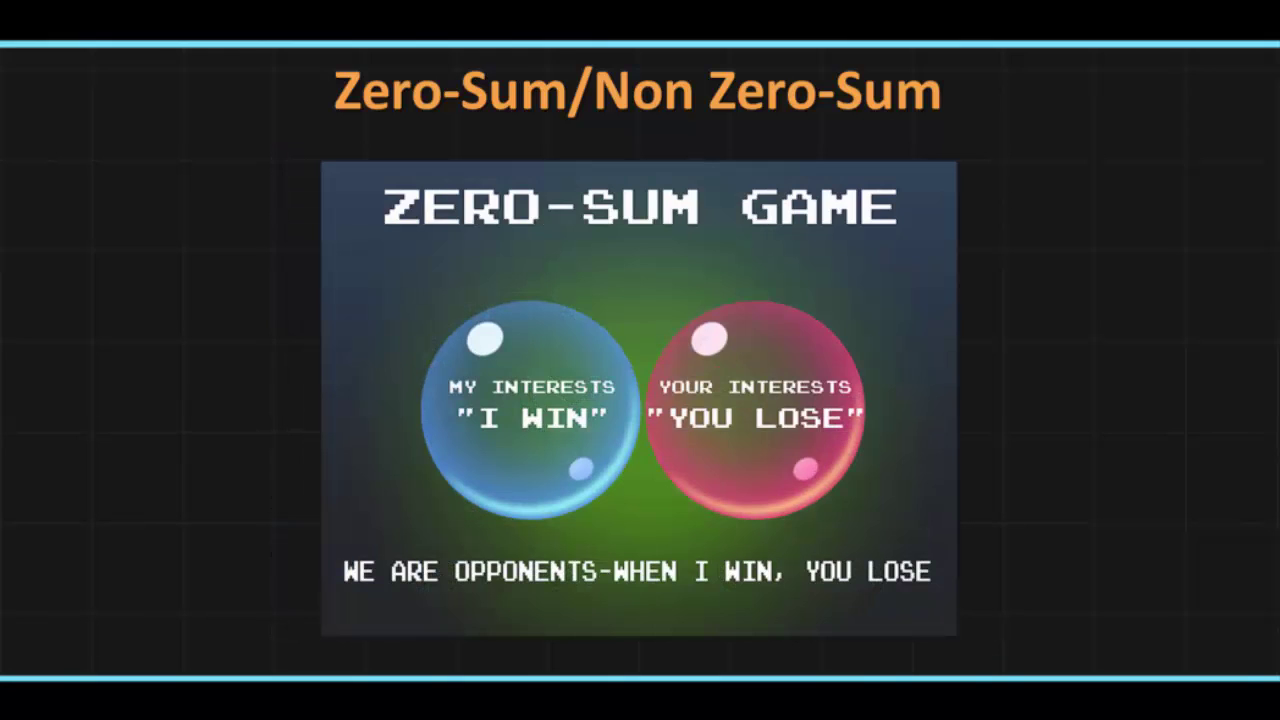 Zero-Sum/Non Zero-Sum
ZERO-SUM GAME
MY INTERESTS
"I WIN"
YOUR INTERESTS
"YOU LOSE"
WE ARE OPPONENTS-WHEN I WIN, YOU LOSE